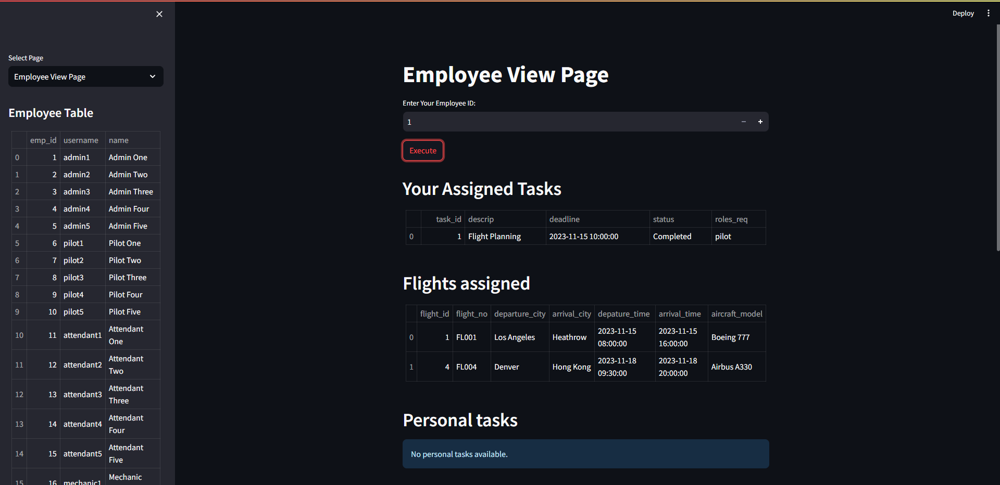 Deploy
Select Page
Employee View Page
Employee Table
emp_id username name
0 1 admin1 Admin One
1 2 admin2 Admin Two
2 3 admin3 Admin Three
3 4 admin4 Admin Four
4 5 admin5 Admin Five
5 6 pilot1 Pilot One
6 7 pilot2 Pilot Two
7 8 pilot3 Pilot Three
8 9 pilot4 Pilot Four
9 10 pilot5 Pilot Five
10 11 attendant1 Attendant
One
11 12 attendant2 Attendant
Two
12 13 attendant3 Attendant
Three
13 14 attendant4 Attendant
Four
14 15 attendant5 Attendant
Five
15 16 mechanic1 Mechanic
Employee View Page
Enter Your Employee ID:
1
Execute
Your Assigned Tasks
task_id descrip deadline status roles_req
0 1 Flight Planning 2023-11-15 10:00:00 Completed pilot
Flights assigned
flight_id flight_no departure_city arrival_city depature_time arrival_time aircraft_model
0 1 FL001 Los Angeles Heathrow 2023-11-15 08:00:00 2023-11-15 16:00:00 Boeing 777
1 4 FL004 Denver Hong Kong 2023-11-18 09:30:00 2023-11-18 20:00:00 Airbus A330
Personal tasks
No personal tasks available.